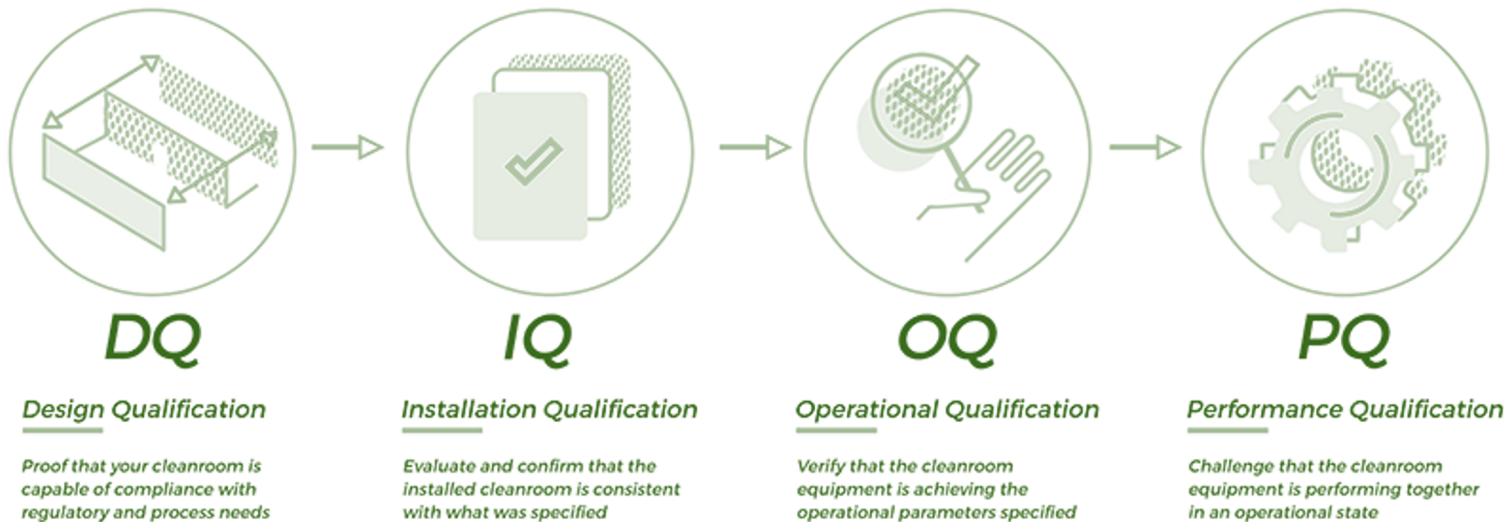 DQ
Design Qualification
Proof that your cleanroom is
capable of compliance with
regulatory and process needs
IQ
Installation Qualification
Evaluate and confirm that the
installed cleanroom is consistent
with what was specified
OQ
Operational Qualification
Verify that the cleanroom
equipment is achieving the
operational parameters specified
PQ
Performance Qualification
Challenge that the cleanroom
equipment is performing together
in an operational state